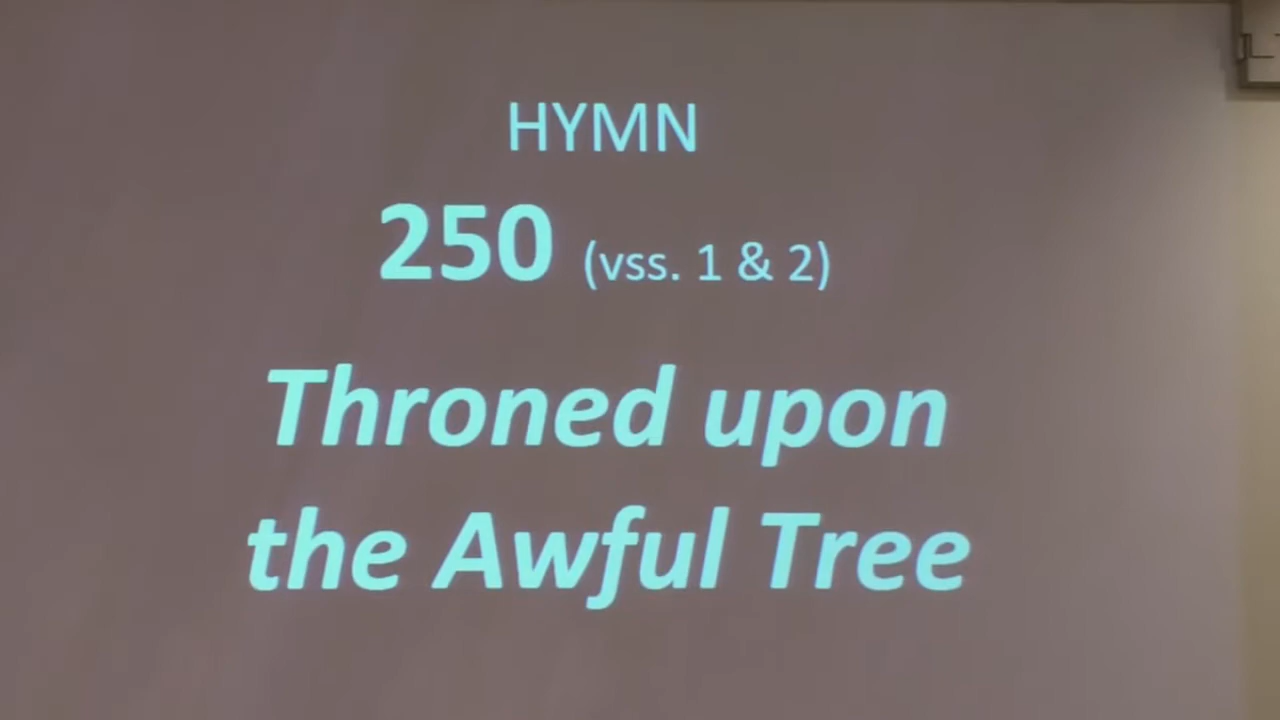 HYMN
250 (vss. 1 & 2)
Throned upon
the Awful Tree